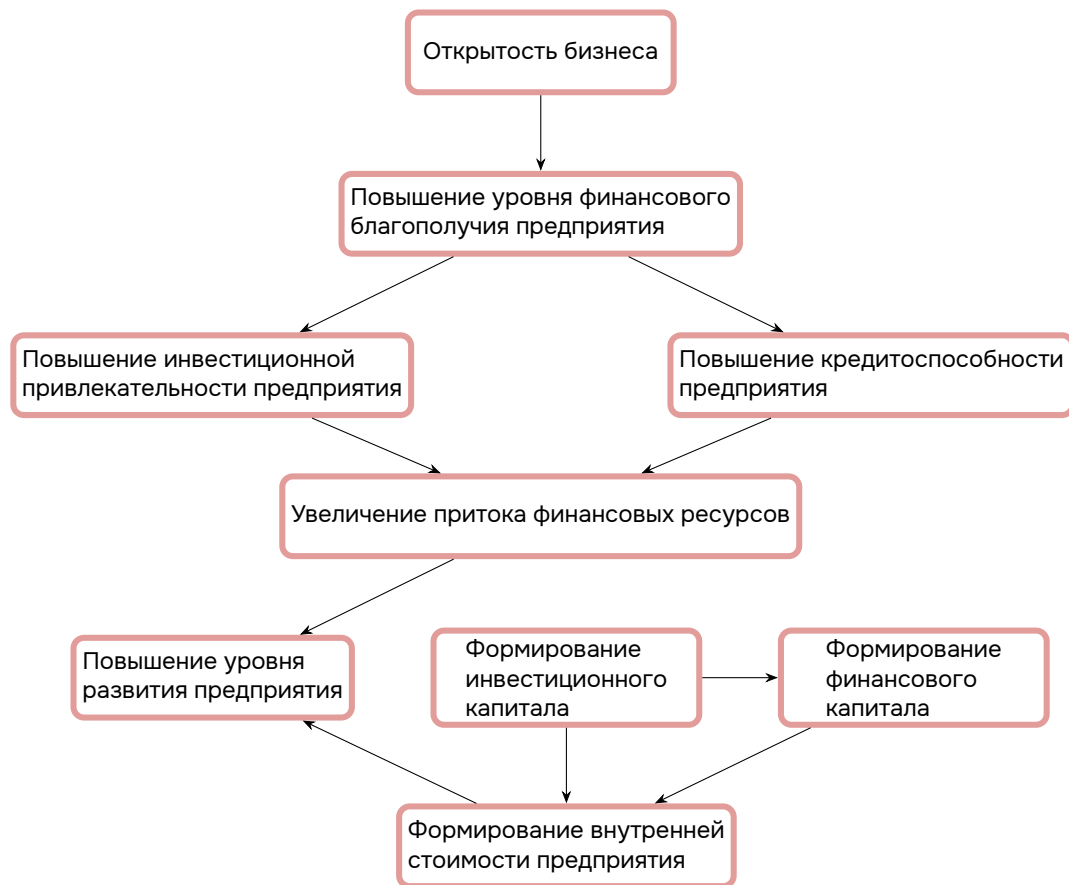 Открытость бизнеса
Повышение уровня финансового
благополучия предприятия
Повышение инвестиционной
привлекательности предприятия
Повышение кредитоспособности
предприятия
Увеличение притока финансовых ресурсов
Повышение уровня
развития предприятия
Формирование
инвестиционного
капитала
Формирование
финансового
капитала
Формирование внутренней
стоимости предприятия